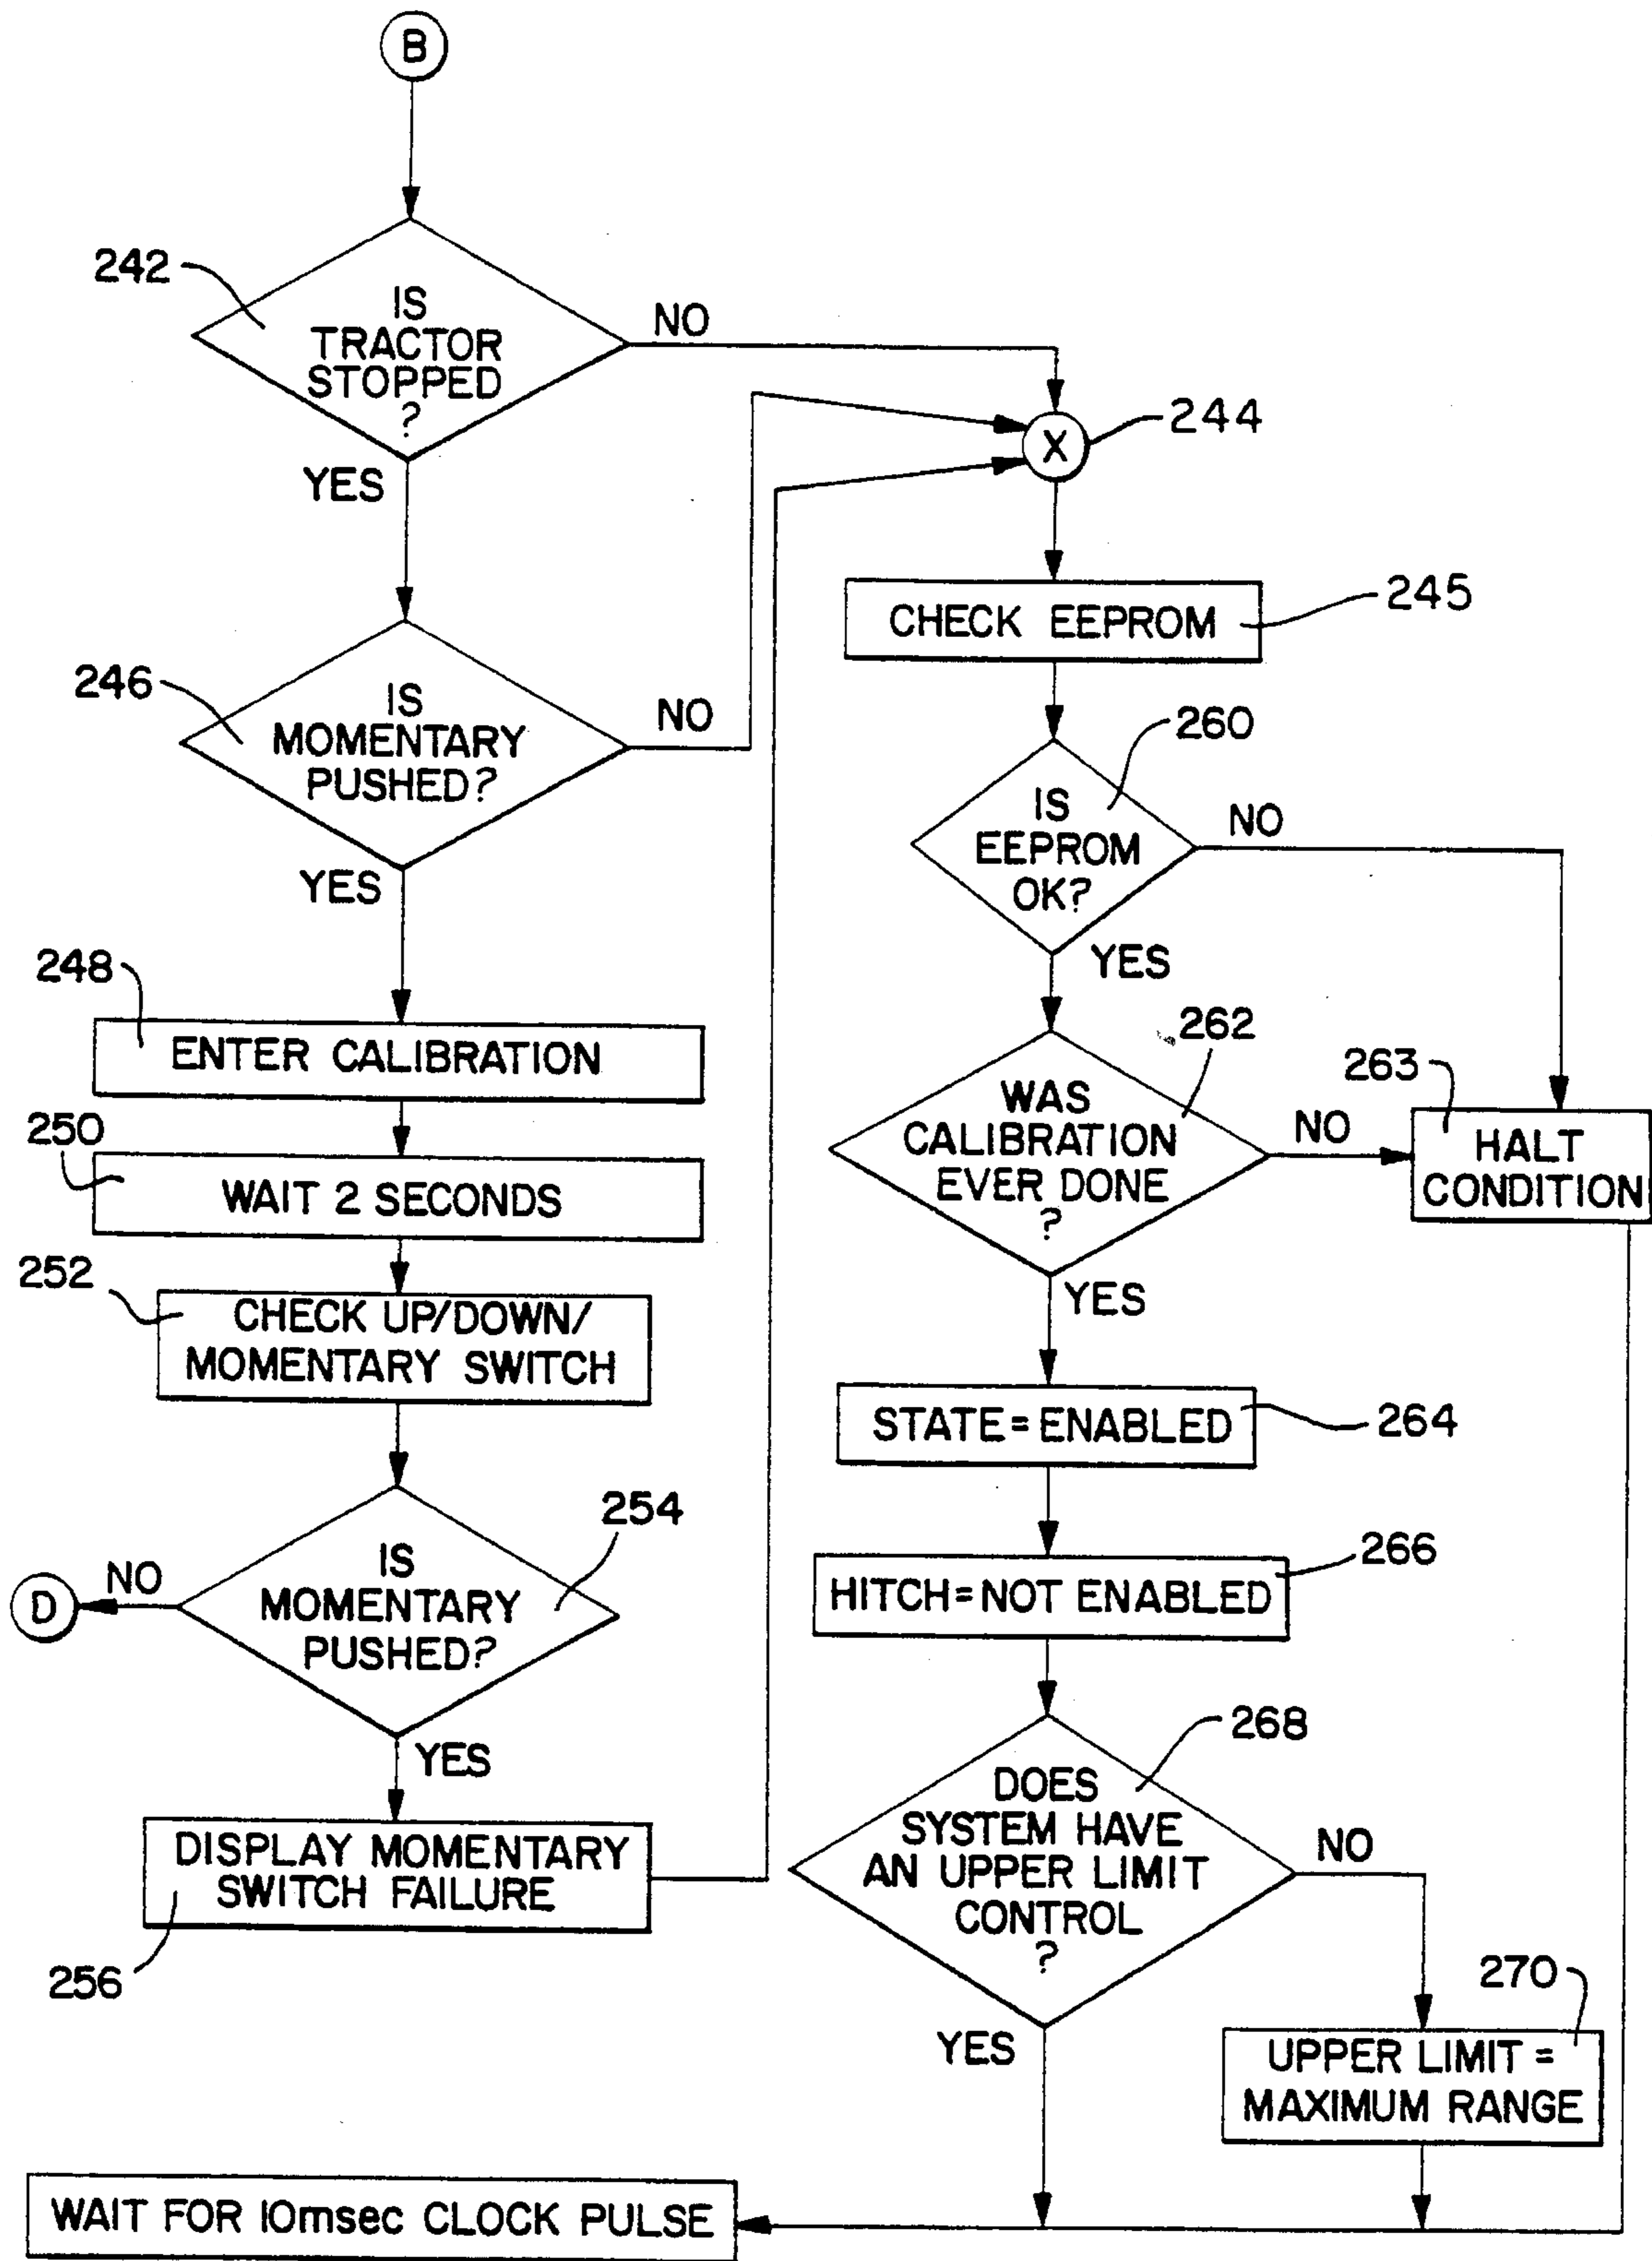 B
242
IS
TRACTOR
STOPPED
?
NO
YES
X
244
CHECK EEPROM
245
246
IS
MOMENTARY
PUSHED?
NO
YES
260
IS
EEPROM
OK?
NO
YES
248
ENTER CALIBRATION
250
WAIT 2 SECONDS
252
CHECK UP/DOWN/
MOMENTARY SWITCH
262
WAS
CALIBRATION
EVER DONE
?
NO
YES
263
HALT
CONDITION
STATE=ENABLED
264
254
IS
MOMENTARY
PUSHED?
NO
D
YES
HITCH=NOT ENABLED
266
DISPLAY MOMENTARY
SWITCH FAILURE
256
268
DOES
SYSTEM HAVE
AN UPPER LIMIT
CONTROL
?
NO
YES
270
UPPER LIMIT =
MAXIMUM RANGE
WAIT FOR 10msec CLOCK PULSE